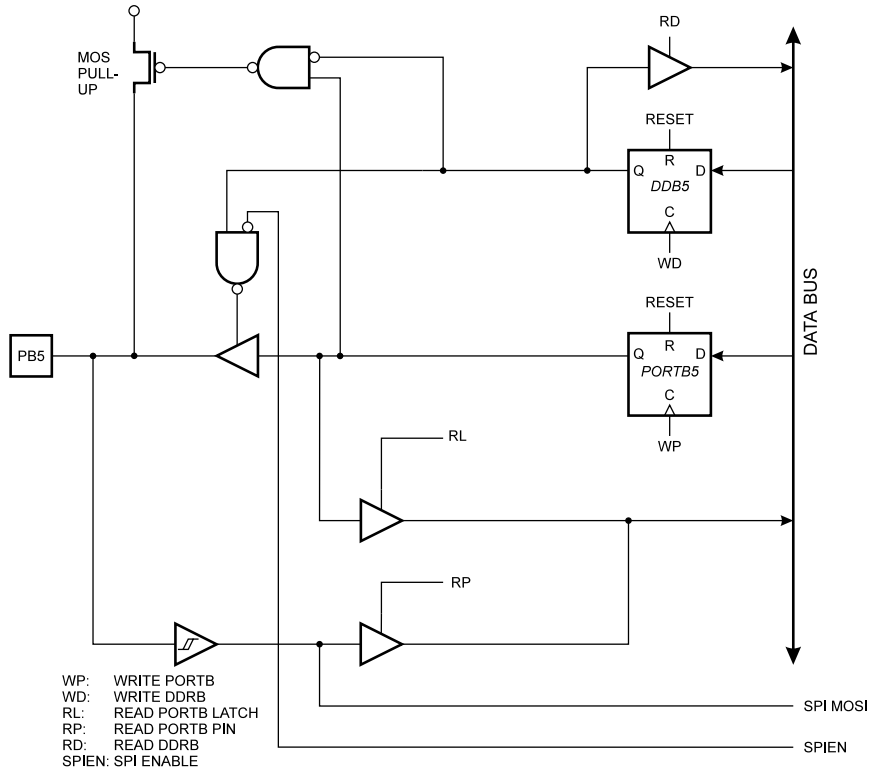 RD
MOS
PULL-
UP
RESET
R
Q
D
DDB5
C
WD
DATA BUS
RESET
R
PB5
Q
D
PORTB5
C
WP
RL
RP
WP: WRITE PORTB
WD: WRITE DDRB
RL: READ PORTB LATCH
RP: READ PORTB PIN
RD: READ DDRB
SPIEN: SPI ENABLE
SPI MOSI
SPIEN